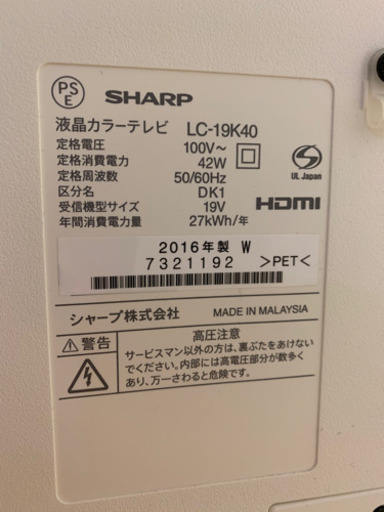 PS E SHARP
液晶カラーテレビ LC-19K40
定格電圧 100V～
定格消費電力 42W
定格周波数 50/60Hz
区分名 DK1
受信機型サイズ 19V
年間消費電力量 27kWh/年
UL Japan
HDMI
2016年製 W
7321192 >PET<
シャープ株式会社 MADE IN MALAYSIA
⚠警告 高圧注意
サービスマン以外の方は、裏ぶたをあけない
でください。内部には高電圧部分が数多く
あり、万一さわると危険です。